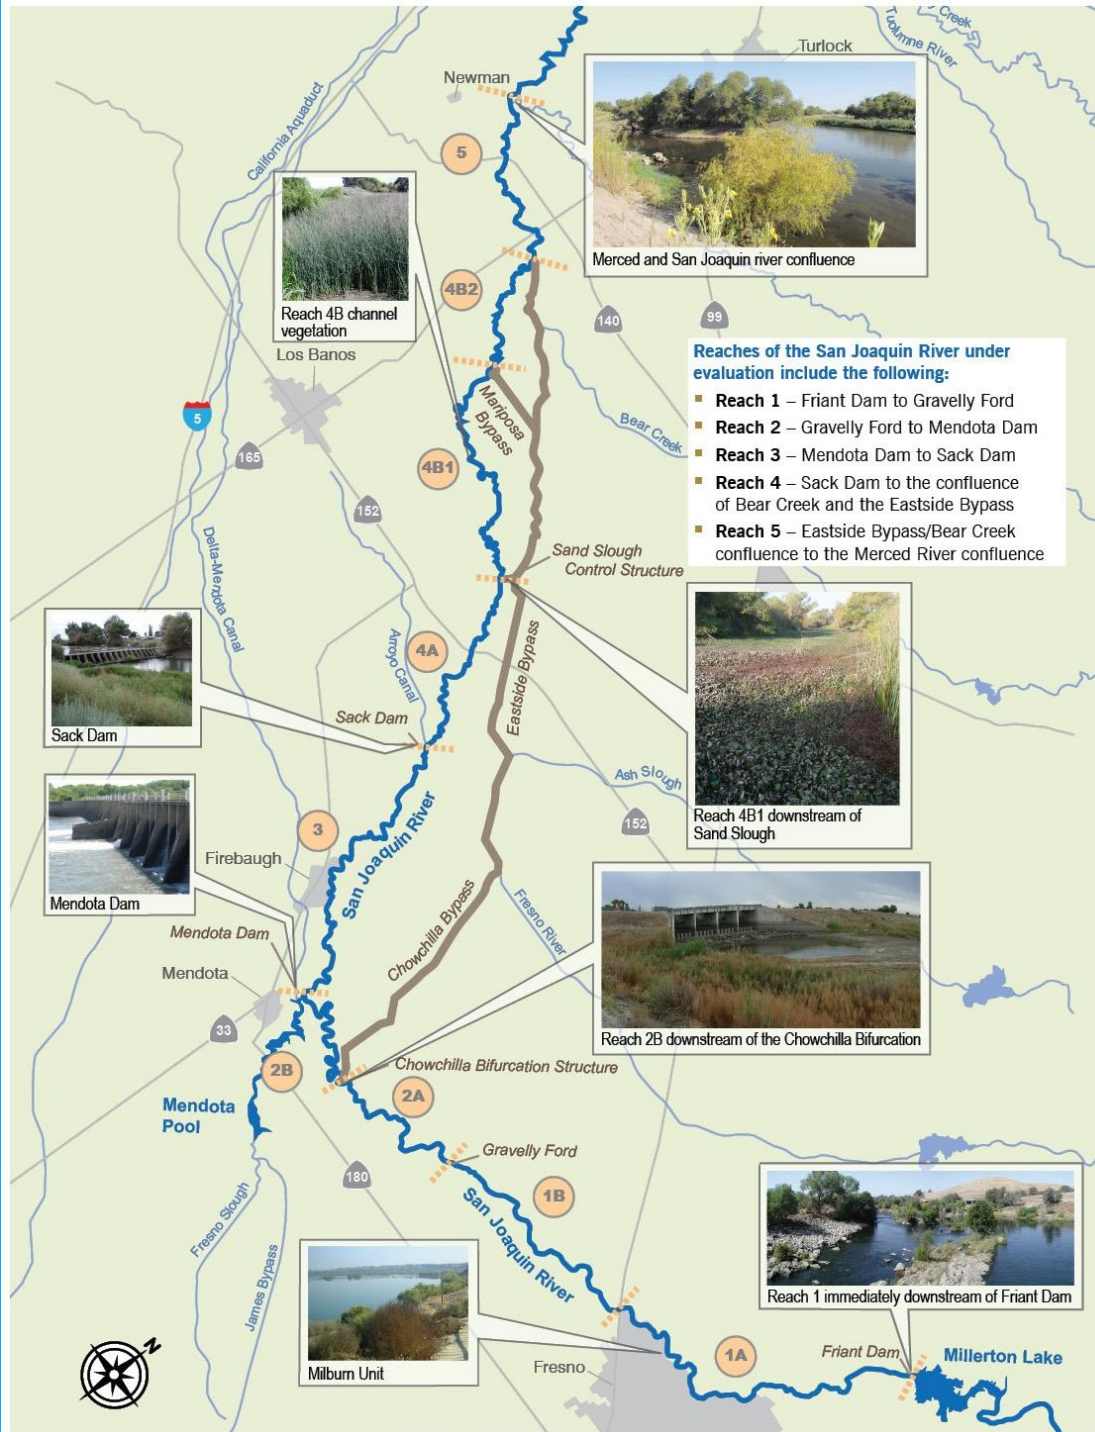 Creek
Tuolumne River
Turlock
Newman
California Aquaduct
5
Merced and San Joaquin river confluence
4B2
Reach 4B channel
vegetation
140
99
Los Banos
Reaches of the San Joaquin River under
evaluation include the following:
Reach 1 – Friant Dam to Gravelly Ford
Reach 2 – Gravelly Ford to Mendota Dam
Reach 3 – Mendota Dam to Sack Dam
Reach 4 – Sack Dam to the confluence
of Bear Creek and the Eastside Bypass
Reach 5 – Eastside Bypass/Bear Creek
confluence to the Merced River confluence
5
Mariposa
Bypass
Bear Creek
165
4B1
152
Delta-Mendota Canal
Sand Slough
Control Structure
Arroyo Canal
4A
Eastside Bypass
Sack Dam
Sack Dam
Ash Slough
Reach 4B1 downstream of
Sand Slough
152
3
Firebaugh
San Joaquin River
Mendota Dam
Mendota Dam
Chowchilla Bypass
Fresno River
Mendota
33
Reach 2B downstream of the Chowchilla Bifurcation
Chowchilla Bifurcation Structure
2B
2A
Mendota
Pool
Gravelly Ford
180
1B
San Joaquin River
Fresno Slough
James Bypass
Reach 1 immediately downstream of Friant Dam
N
Milburn Unit
Fresno
1A
Friant Dam
Millerton Lake